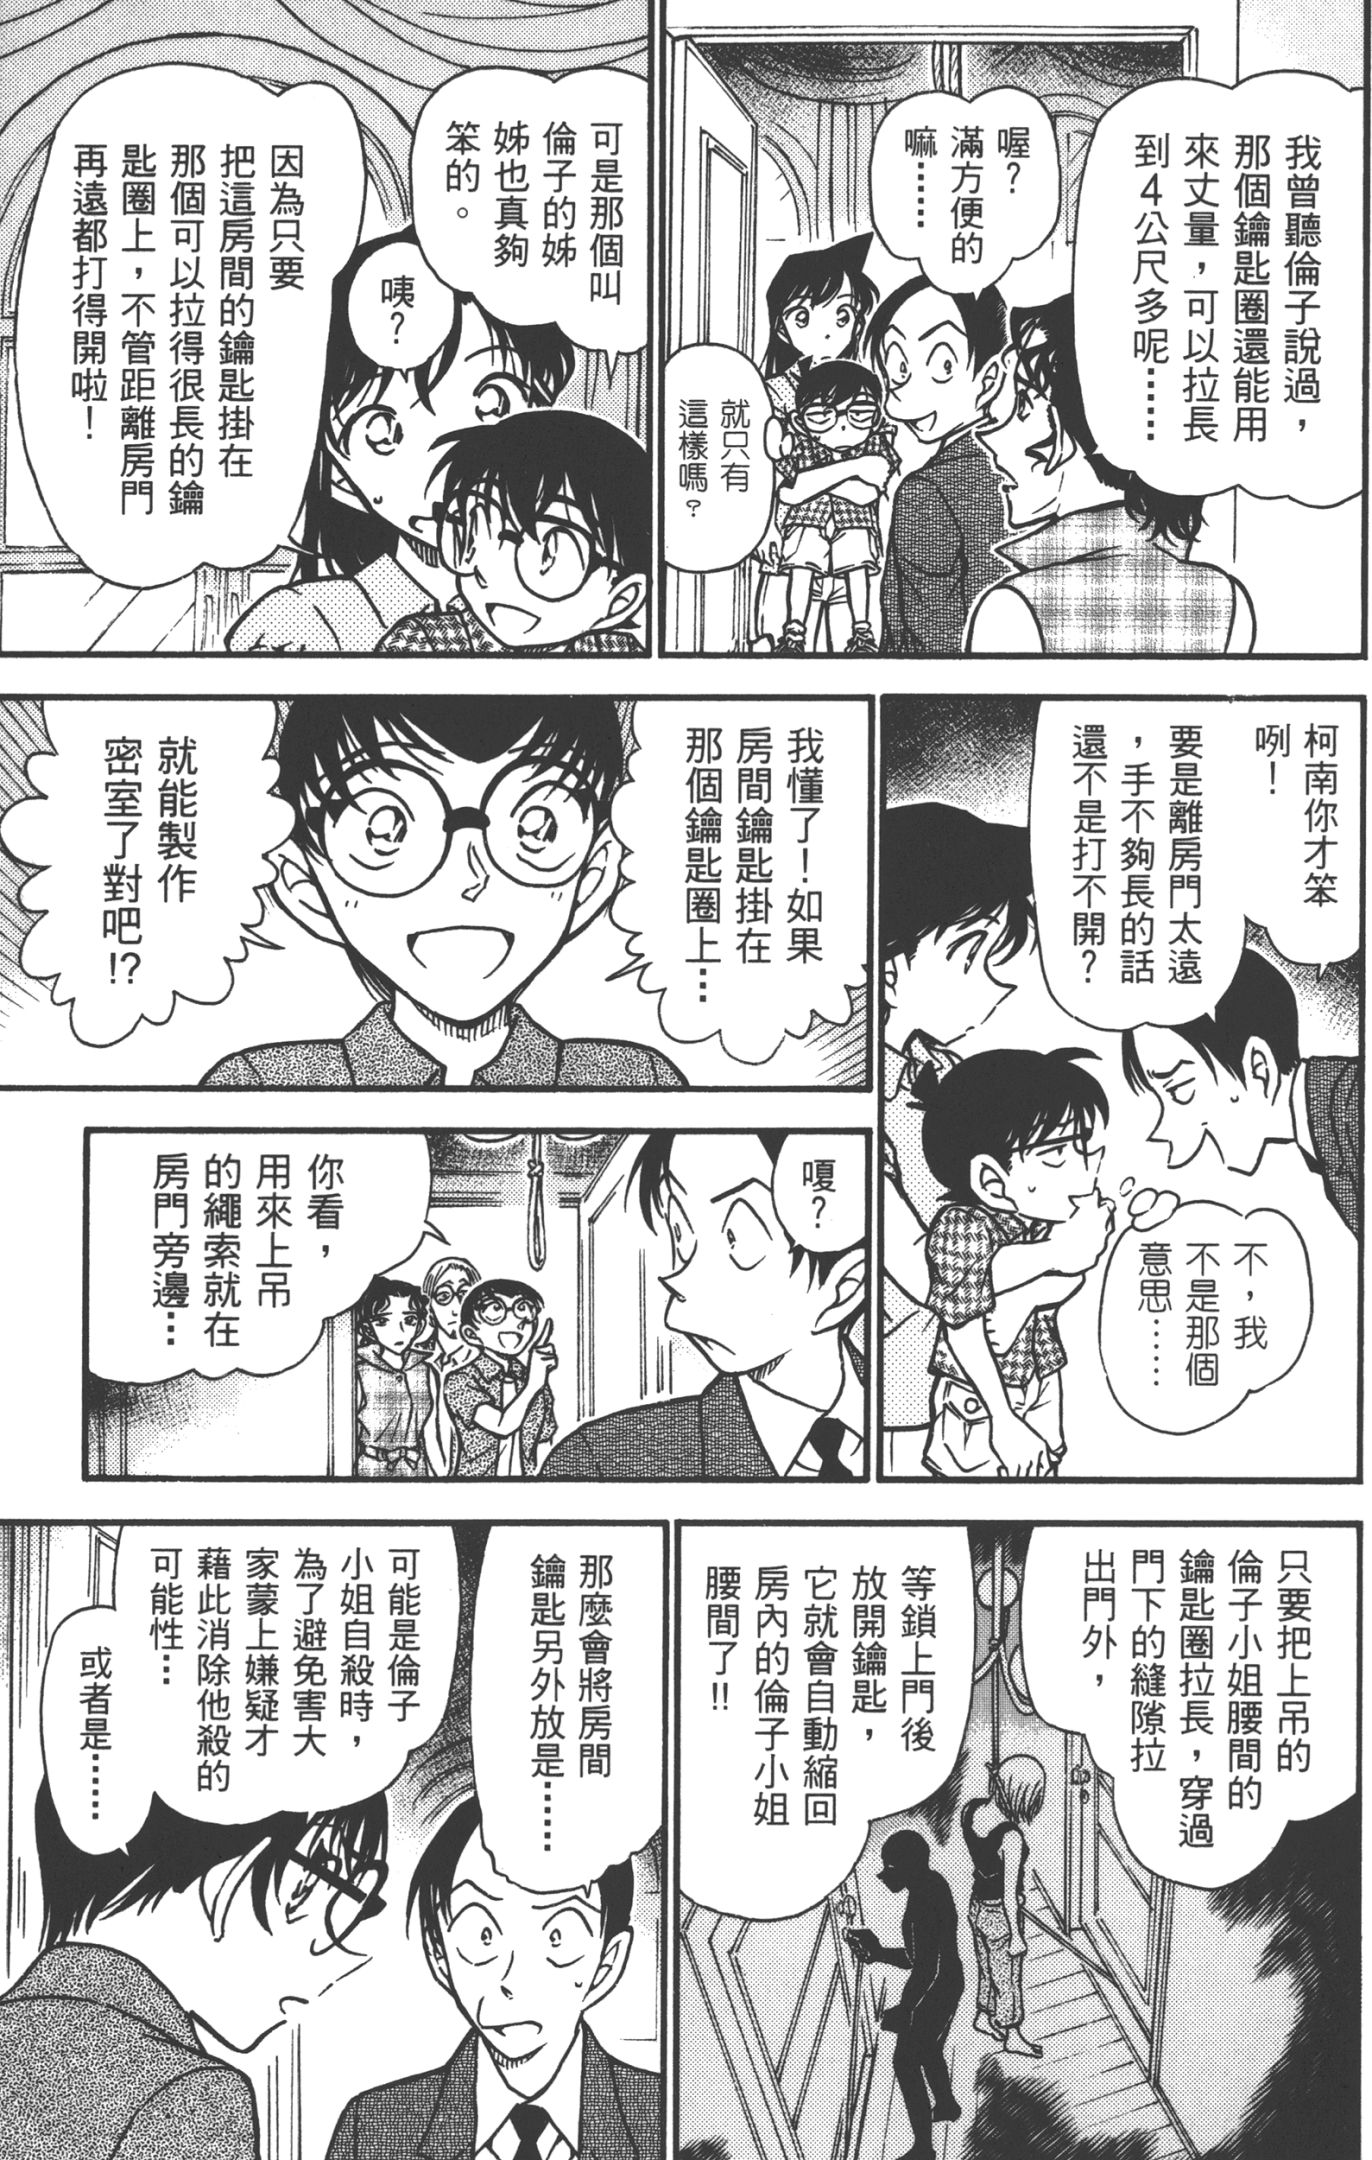 我曾聽倫子說過，
那個鑰匙圈還能用
來丈量，可以拉長
到4公尺多呢……
喔？
滿方便的
嘛……
就只有
這樣嗎？
可是那個叫
倫子的姊
姊也真夠
笨的。
咦？
因為只要
把這房間的鑰匙掛在
那個可以拉得很長的鑰
匙圈上，不管距離房門
再遠都打得開啦！
柯南你才笨
咧！
要是離房門太遠
，手不夠長的話
還不是打不開？
不，我
不是那個
意思……
我懂了！如果
房間鑰匙掛在
那個鑰匙圈上…
就能製作
密室了對吧!?
嗄？
你看，
用來上吊
的繩索就在
房門旁邊…
只要把上吊的
倫子小姐腰間的
鑰匙圈拉長，穿過
門下的縫隙拉
出門外，
等鎖上門後
放開鑰匙，
它就會自動縮回
房內的倫子小姐
腰間了!!
那麼會將房間
鑰匙另外放是……
可能是倫子
小姐自殺時，
為了避免害大
家蒙上嫌疑才
藉此消除他殺的
可能性…
或者是……